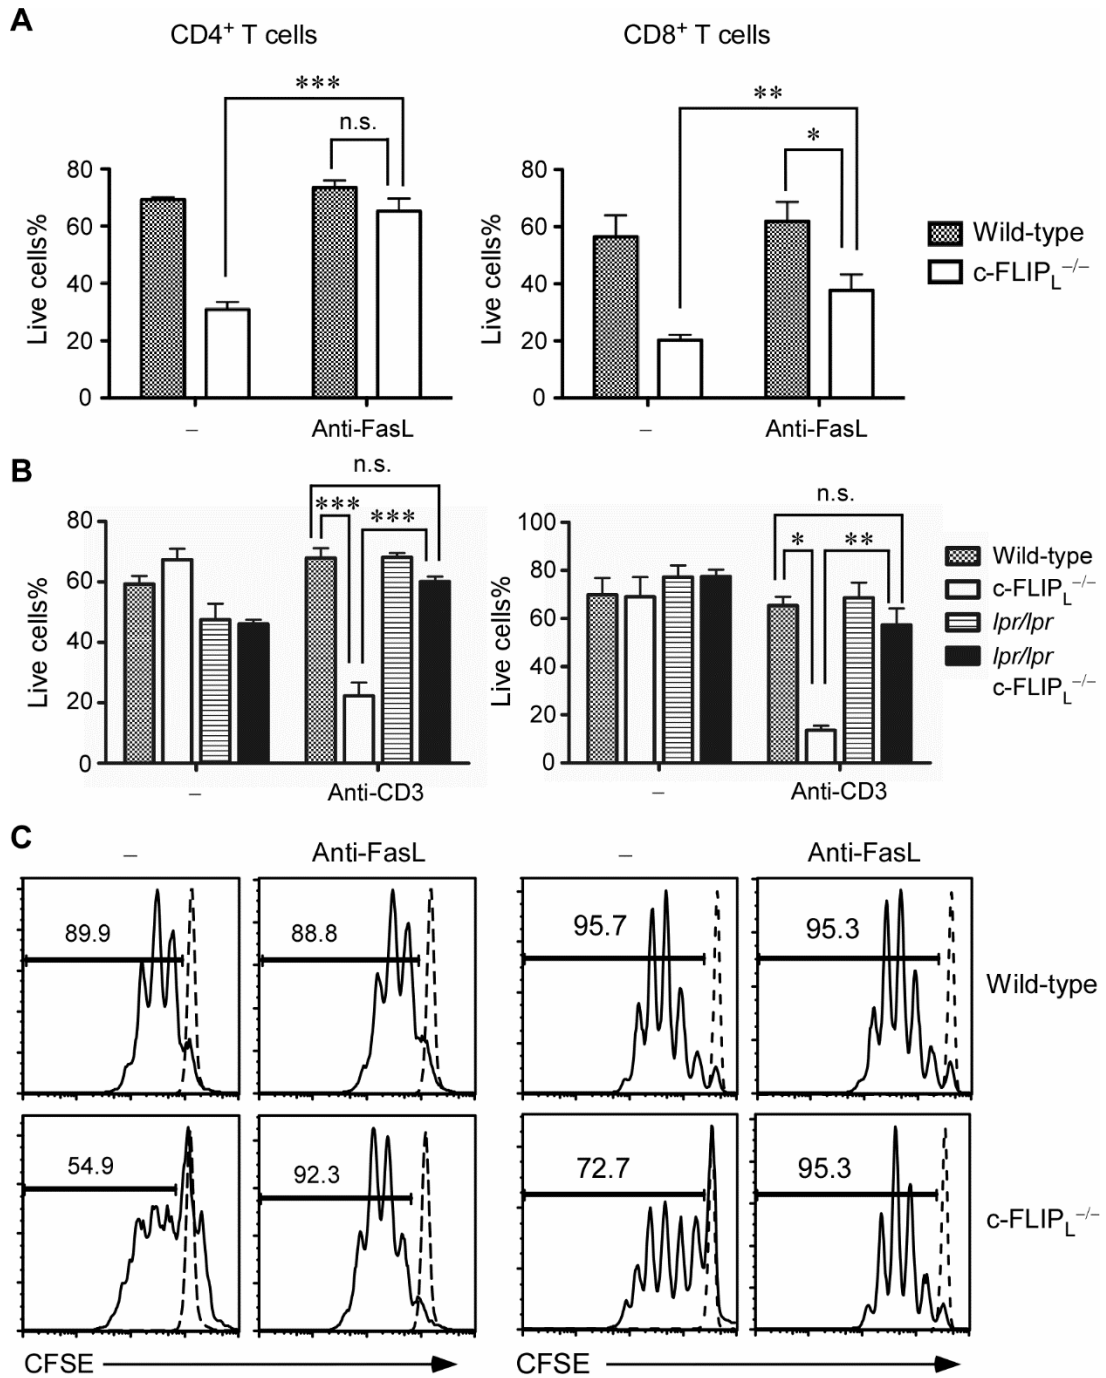 A
CD4+ T cells
CD8+ T cells
***
n.s.
**
*
80
60
40
20
0
Live cells%
–
Anti-FasL
80
60
40
20
0
Live cells%
–
Anti-FasL
Wild-type
c-FLIPL–/–
B
n.s.
***
***
80
60
40
20
0
Live cells%
–
Anti-CD3
n.s.
*
**
100
80
60
40
20
0
Live cells%
–
Anti-CD3
Wild-type
c-FLIPL–/–
lpr/lpr
lpr/lpr
c-FLIPL–/–
C
–
Anti-FasL
–
Anti-FasL
89.9
88.8
95.7
95.3
Wild-type
54.9
92.3
72.7
95.3
c-FLIPL–/–
CFSE
CFSE